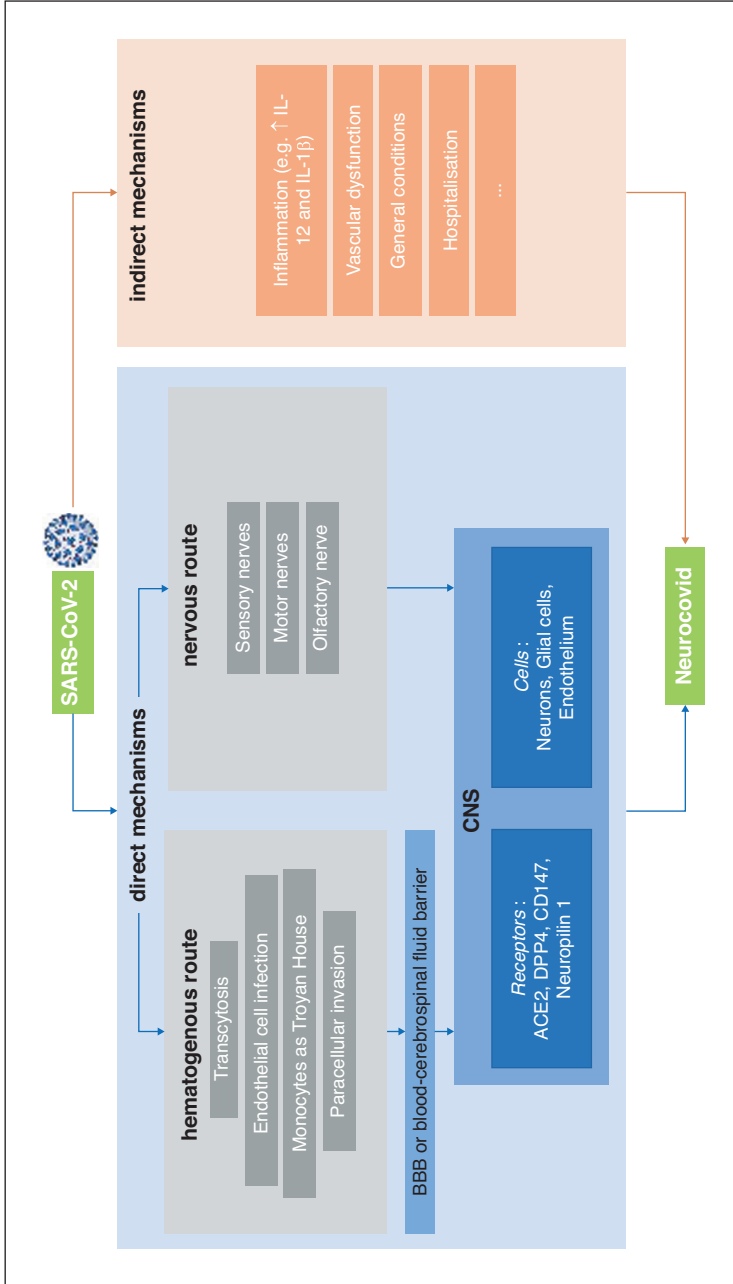 SARS-CoV-2
direct mechanisms
hematogenous route
Transcytosis
Endothelial cell infection
Monocytes as Troyan House
Paracellular invasion
BBB or blood-cerebrospinal fluid barrier
nervous route
Sensory nerves
Motor nerves
Olfactory nerve
CNS
Receptors :
ACE2, DPP4, CD147,
Neuropilin 1
Cells :
Neurons, Glial cells,
Endothelium
indirect mechanisms
Inflammation (e.g. ↑ IL-
12 and IL-1β)
Vascular dysfunction
General conditions
Hospitalisation
...
Neurocovid